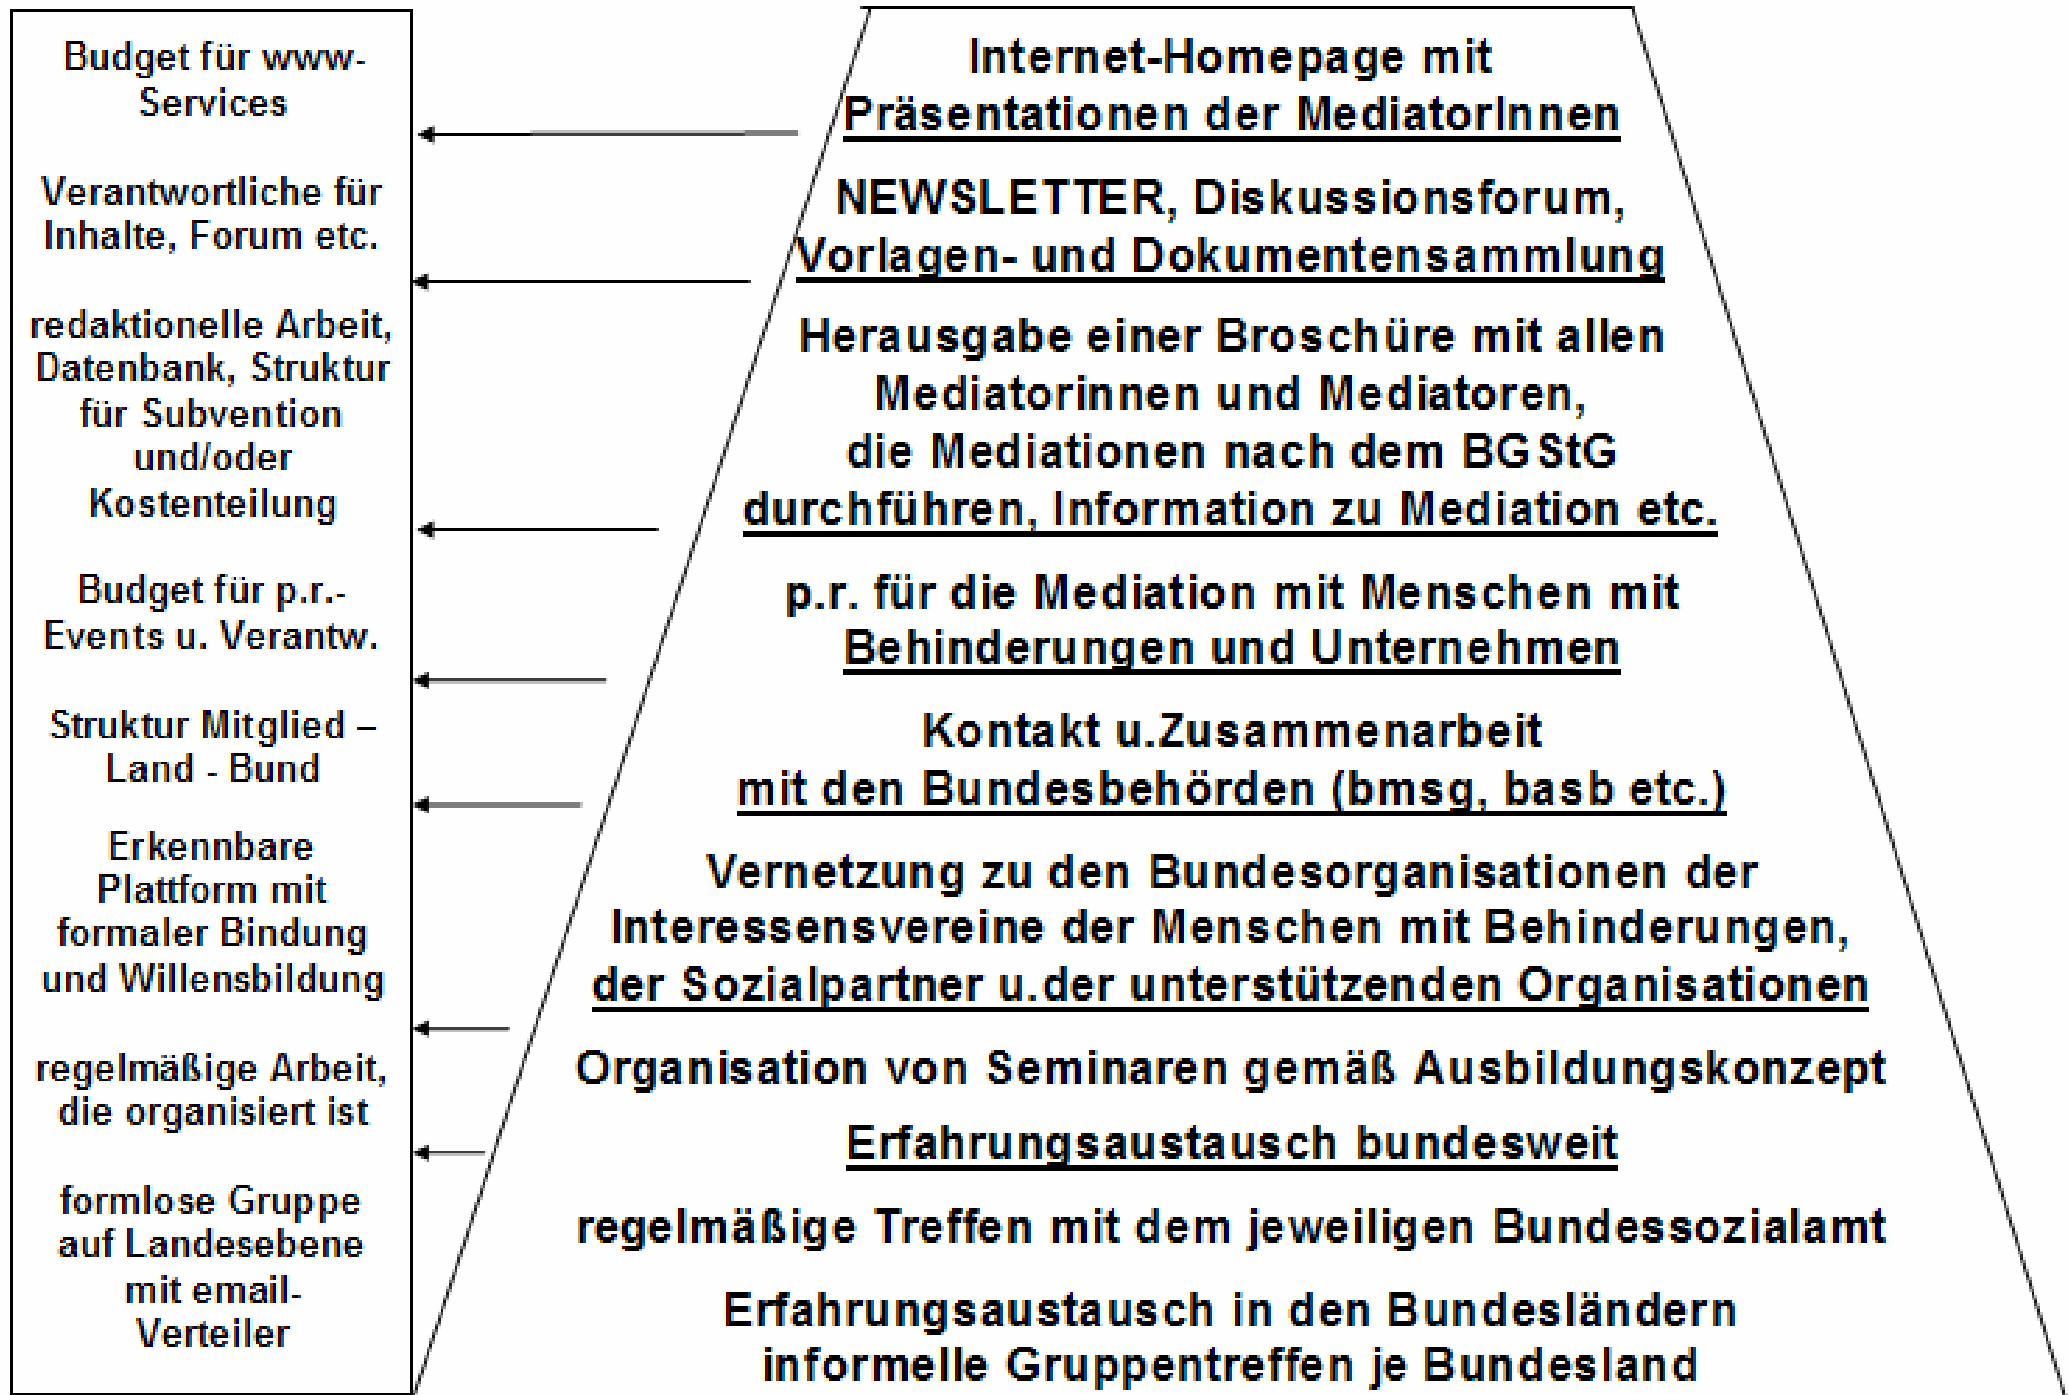 Budget für www-
Services
Verantwortliche für
Inhalte, Forum etc.
redaktionelle Arbeit,
Datenbank, Struktur
für Subvention
und/oder
Kostenteilung
Budget für p.r.-
Events u. Verantw.
Struktur Mitglied –
Land - Bund
Erkennbare
Plattform mit
formaler Bindung
und Willensbildung
regelmäßige Arbeit,
die organisiert ist
formlose Gruppe
auf Landesebene
mit email-
Verteiler
Internet-Homepage mit
Präsentationen der MediatorInnen
NEWSLETTER, Diskussionsforum,
Vorlagen- und Dokumentensammlung
Herausgabe einer Broschüre mit allen
Mediatorinnen und Mediatoren,
die Mediationen nach dem BGStG
durchführen, Information zu Mediation etc.
p.r. für die Mediation mit Menschen mit
Behinderungen und Unternehmen
Kontakt u.Zusammenarbeit
mit den Bundesbehörden (bmsg, basb etc.)
Vernetzung zu den Bundesorganisationen der
Interessensvereine der Menschen mit Behinderungen,
der Sozialpartner u.der unterstützenden Organisationen
Organisation von Seminaren gemäß Ausbildungskonzept
Erfahrungsaustausch bundesweit
regelmäßige Treffen mit dem jeweiligen Bundessozialamt
Erfahrungsaustausch in den Bundesländern
informelle Gruppentreffen je Bundesland